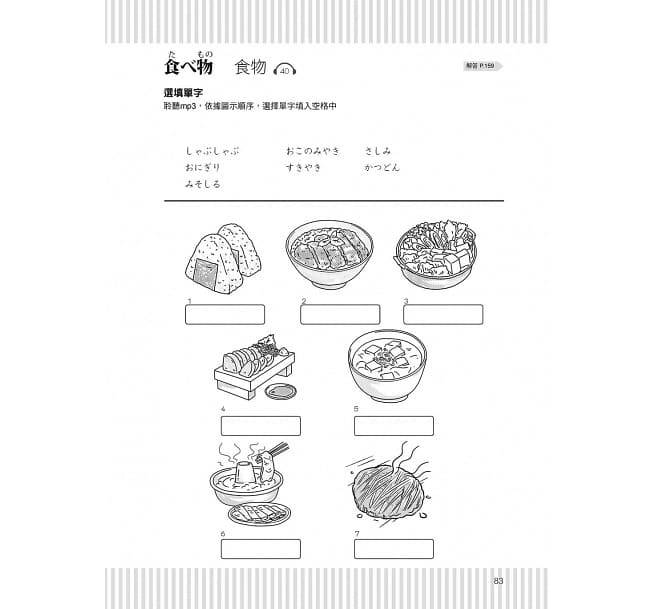 た もの
食べ物 食物 40 解答 P.159
選填單字
聆聽mp3，依據圖示順序，選擇單字填入空格中
しゃぶしゃぶ おこのみやき さしみ
おにぎり すきやき かつどん
みそしる
1 2 3
4 5
6 7
83